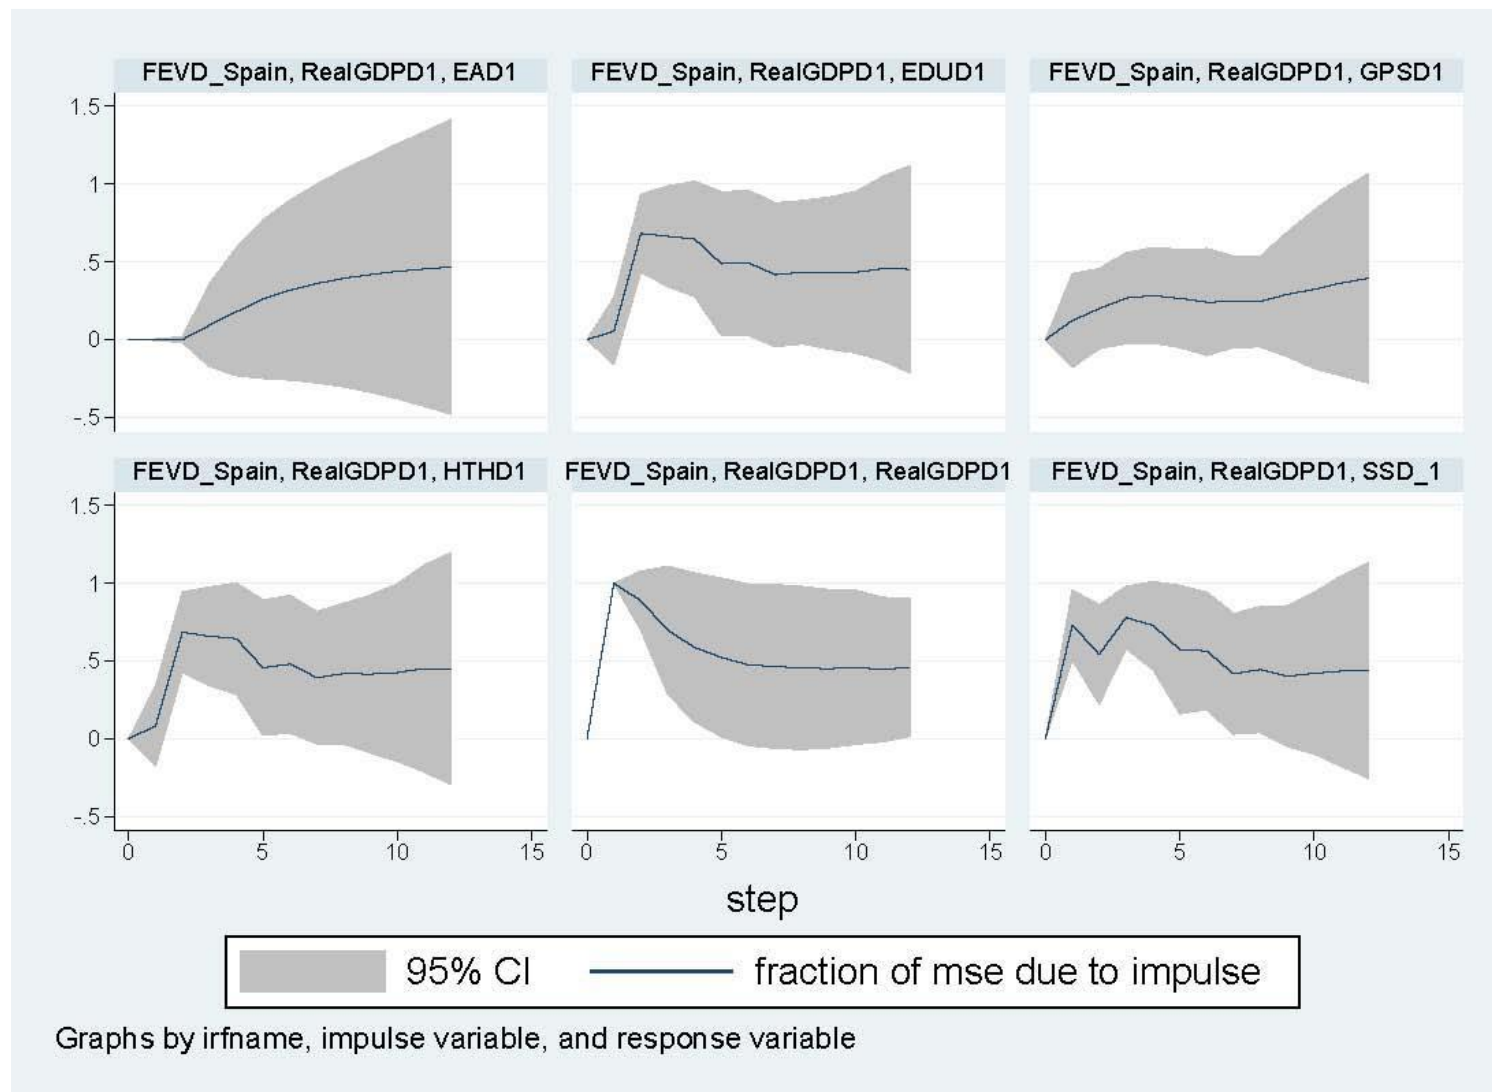 FEVD_Spain, RealGDPD1, EAD1
FEVD_Spain, RealGDPD1, EDUD1
FEVD_Spain, RealGDPD1, GPSD1
1.5
1
.5
0
-.5
FEVD_Spain, RealGDPD1, HTHD1
FEVD_Spain, RealGDPD1, RealGDPD1
FEVD_Spain, RealGDPD1, SSD_1
1.5
1
.5
0
-.5
0 5 10 15
0 5 10 15
0 5 10 15
step
95% CI
fraction of mse due to impulse
Graphs by irfname, impulse variable, and response variable